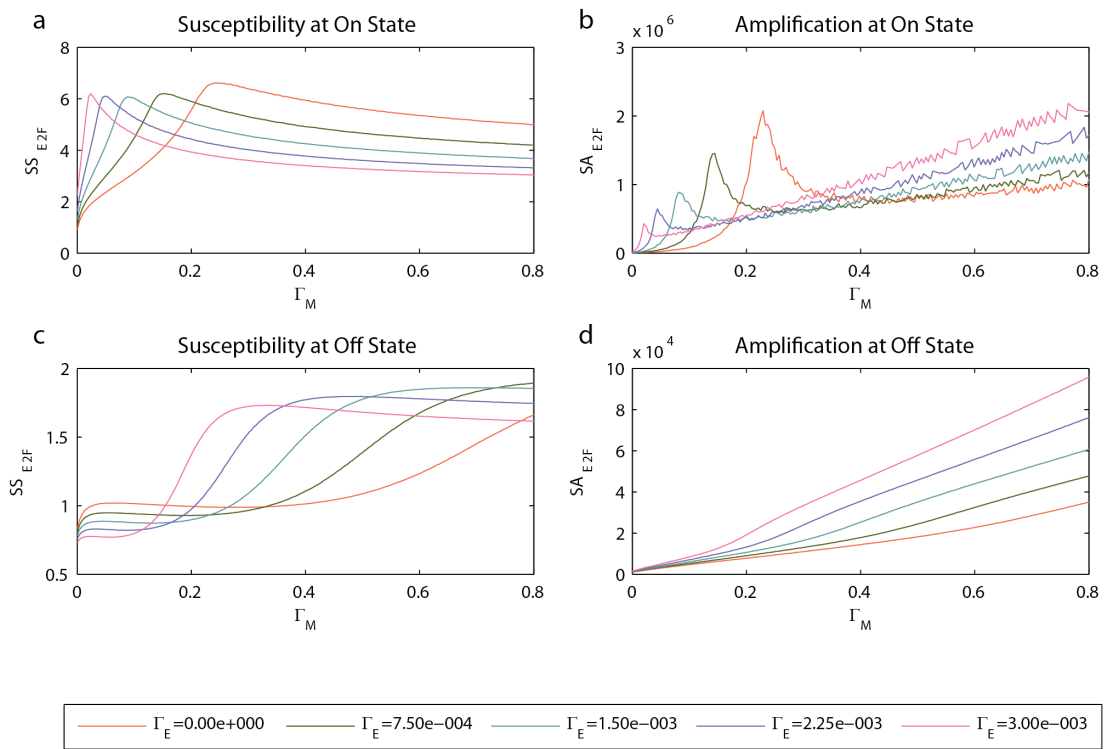 a
Susceptibility at On State
8
6
4
2
0
SS E2F
0 0.2 0.4 0.6 0.8
Γ_M
b
Amplification at On State
x 10^6
3
2
1
0
SA E2F
0 0.2 0.4 0.6 0.8
Γ_M
c
Susceptibility at Off State
2
1.5
1
0.5
SS E2F
0 0.2 0.4 0.6 0.8
Γ_M
d
Amplification at Off State
x 10^4
10
8
6
4
2
0
SA E2F
0 0.2 0.4 0.6 0.8
Γ_M
Γ_E=0.00e+000 Γ_E=7.50e−004 Γ_E=1.50e−003 Γ_E=2.25e−003 Γ_E=3.00e−003